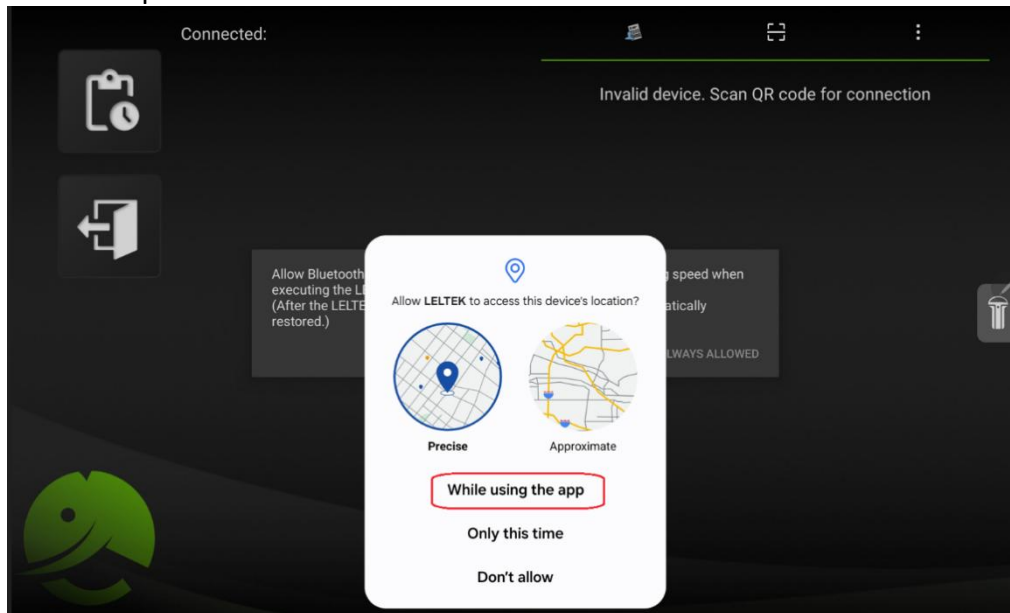 Connected:
Invalid device. Scan QR code for connection
Allow Bluetooth
speed when
executing the
(After the
atically
restored.)
LWAYS ALLOWED
Allow LELTEK to access this device's location?
Precise
Approximate
While using the app
Only this time
Don't allow